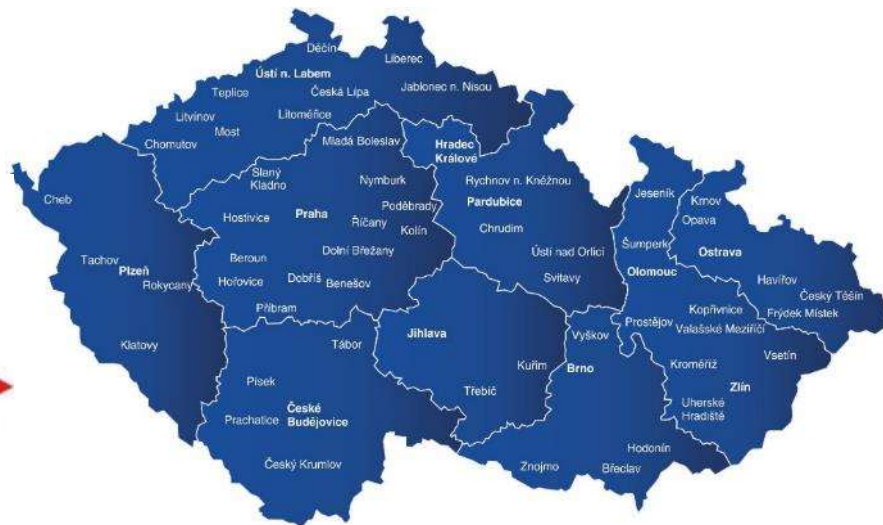 Děčín
Liberec
Ústí n. Labem
Teplice
Česká Lípa
Jablonec n. Nisou
Litvínov
Litoměřice
Most
Chomutov
Mladá Boleslav
Hradec
Králové
Slaný
Kladno
Nymburk
Rychnov n. Kněžnou
Jeseník
Krnov
Cheb
Poděbrady
Pardubice
Hostivice
Praha
Říčany
Opava
Kolín
Chrudim
Šumperk
Ostrava
Dolní Břežany
Ústí nad Orlicí
Beroun
Tachov
Plzeň
Olomouc
Rokycany
Hořovice
Dobříš
Benešov
Svitavy
Havířov
Český Těšín
Příbram
Kopřivnice
Frýdek Místek
Prostějov
Valašské Meziříčí
Jihlava
Vyškov
Klatovy
Tábor
Vsetín
Kuřim
Brno
Kroměříž
Písek
Třebíč
Zlín
České
Budějovice
Prachatice
Uherské
Hradiště
Hodonín
Český Krumlov
Znojmo
Břeclav